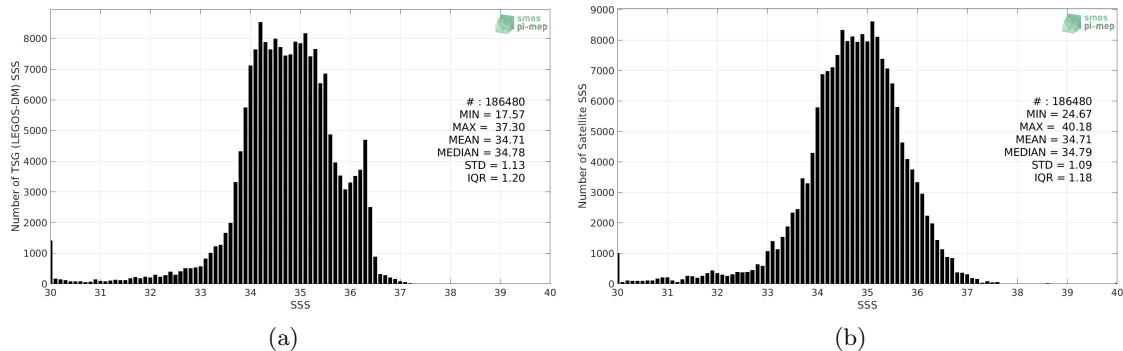 smos
pi-mep
Number of TSG (LEGOS-DM) SSS
8000
7000
6000
5000
4000
3000
2000
1000
0
# : 186480
MIN = 17.57
MAX = 37.30
MEAN = 34.71
MEDIAN = 34.78
STD = 1.13
IQR = 1.20
30 31 32 33 34 35 36 37 38 39 40
SSS
(a)
smos
pi-mep
Number of Satellite SSS
9000
8000
7000
6000
5000
4000
3000
2000
1000
0
# : 186480
MIN = 24.67
MAX = 40.18
MEAN = 34.71
MEDIAN = 34.79
STD = 1.09
IQR = 1.18
30 31 32 33 34 35 36 37 38 39 40
SSS
(b)